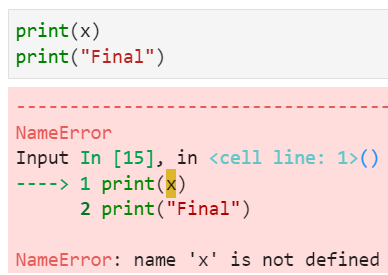 print(x)
print("Final")
-----------------------------------
NameError
Input In [15], in <cell line: 1>()
----> 1 print(x)
      2 print("Final")
NameError: name 'x' is not defined